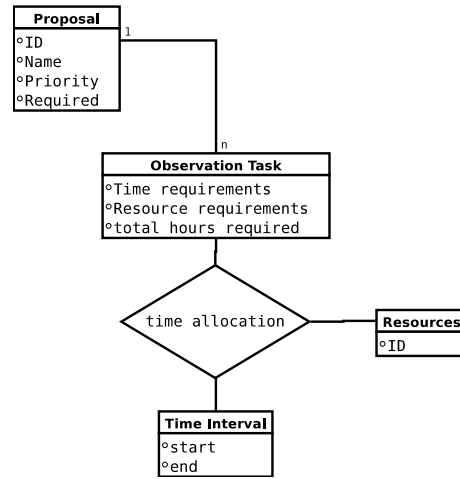 Proposal
ID
Name
Priority
Required
1
n
Observation Task
Time requirements
Resource requirements
total hours required
time allocation
Resources
ID
Time Interval
start
end